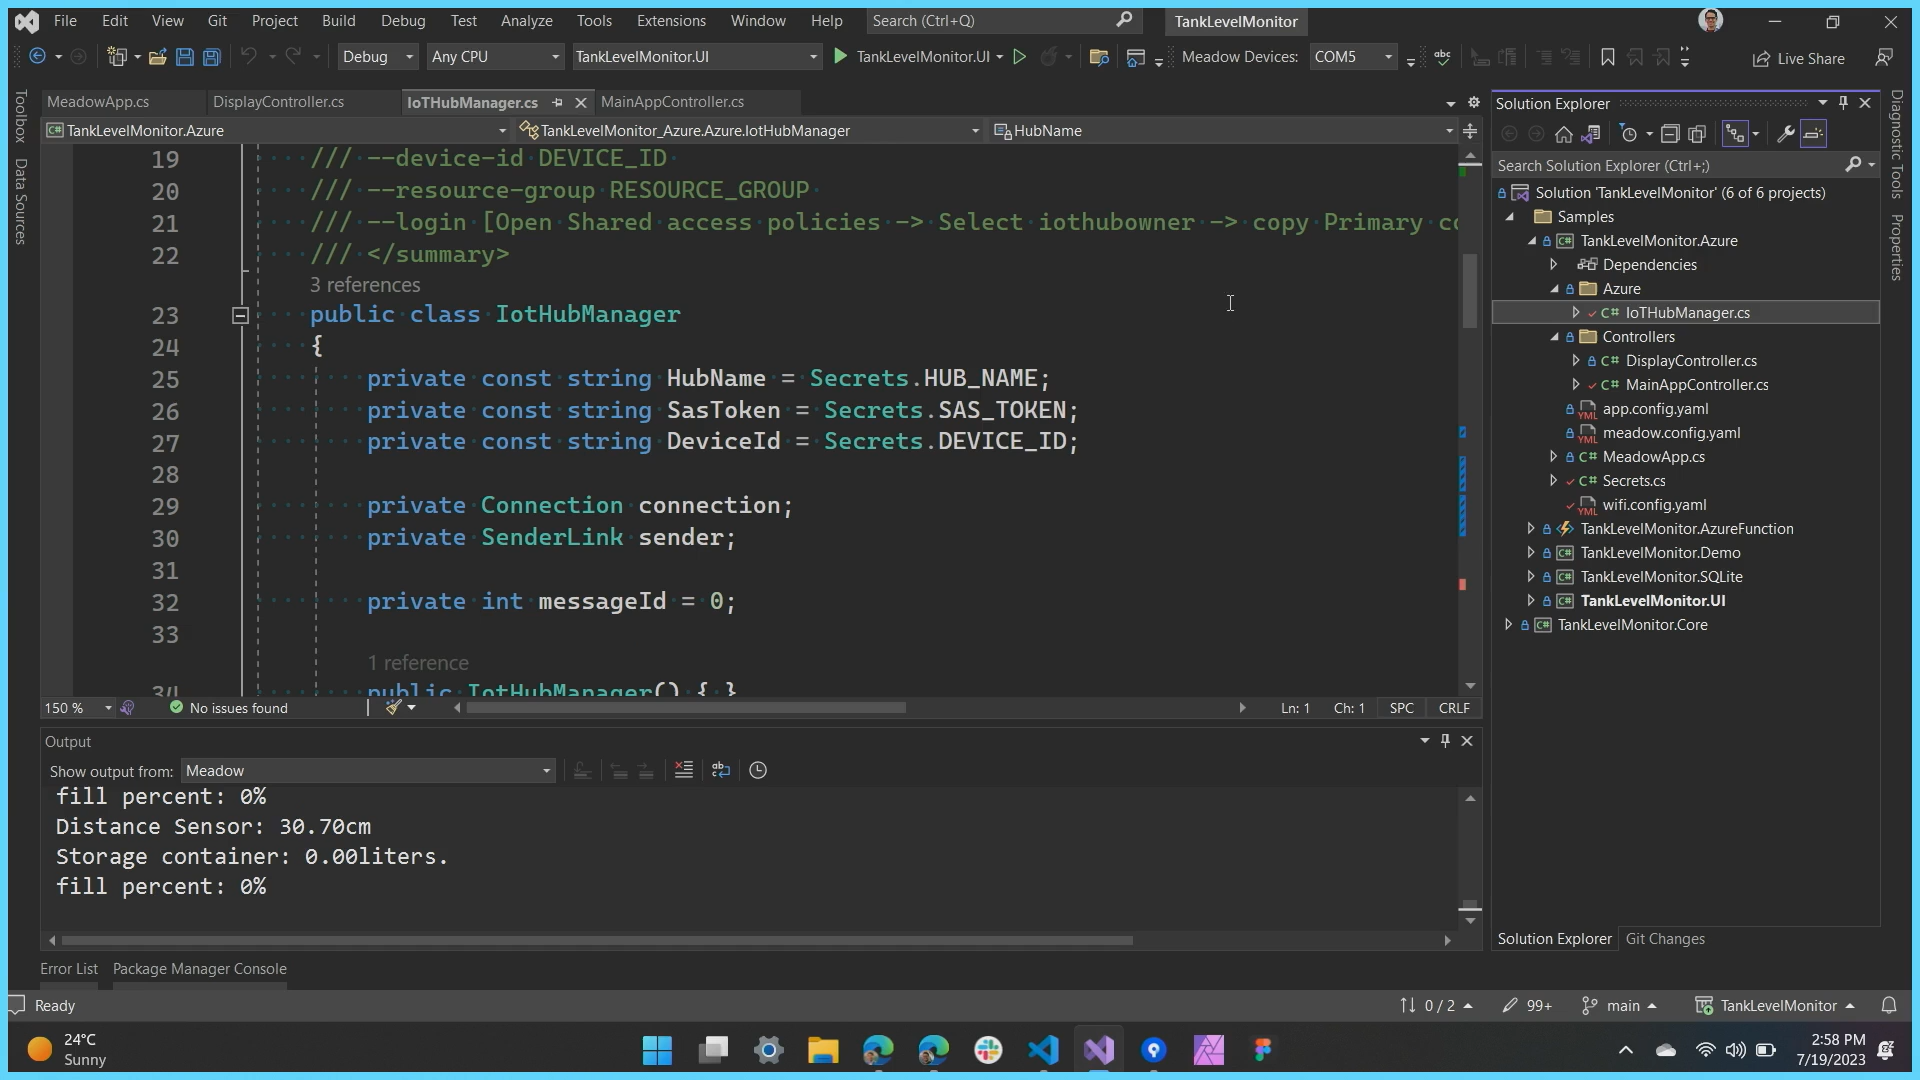 File Edit View Git Project Build Debug Test Analyze Tools Extensions Window Help Search (Ctrl+Q) TankLevelMonitor
Debug Any CPU TankLevelMonitor.UI TankLevelMonitor.UI Meadow Devices: COM5 Live Share
Toolbox
Data Sources
MeadowApp.cs DisplayController.cs IoTHubManager.cs MainAppController.cs
TankLevelMonitor.Azure TankLevelMonitor_Azure.Azure.IotHubManager HubName
19 /// --device-id DEVICE_ID
20 /// --resource-group RESOURCE_GROUP
21 /// --login [Open Shared access policies -> Select iothubowner -> copy Primary co
22 /// </summary>
3 references
23 public class IotHubManager
24 {
25 private const string HubName = Secrets.HUB_NAME;
26 private const string SasToken = Secrets.SAS_TOKEN;
27 private const string DeviceId = Secrets.DEVICE_ID;
28
29 private Connection connection;
30 private SenderLink sender;
31
32 private int messageId = 0;
33
1 reference
34 public IotHubManager() { }
150 % No issues found Ln: 1 Ch: 1 SPC CRLF
Output
Show output from: Meadow
fill percent: 0%
Distance Sensor: 30.70cm
Storage container: 0.00liters.
fill percent: 0%
Error List Package Manager Console
Solution Explorer
Search Solution Explorer (Ctrl+;)
Solution 'TankLevelMonitor' (6 of 6 projects)
Samples
TankLevelMonitor.Azure
Dependencies
Azure
C# IoTHubManager.cs
Controllers
C# DisplayController.cs
C# MainAppController.cs
app.config.yaml
meadow.config.yaml
C# MeadowApp.cs
C# Secrets.cs
wifi.config.yaml
TankLevelMonitor.AzureFunction
TankLevelMonitor.Demo
TankLevelMonitor.SQLite
TankLevelMonitor.UI
TankLevelMonitor.Core
Solution Explorer Git Changes
Diagnostic Tools
Properties
Ready 0 / 2 99+ main TankLevelMonitor
24°C
Sunny
2:58 PM
7/19/2023